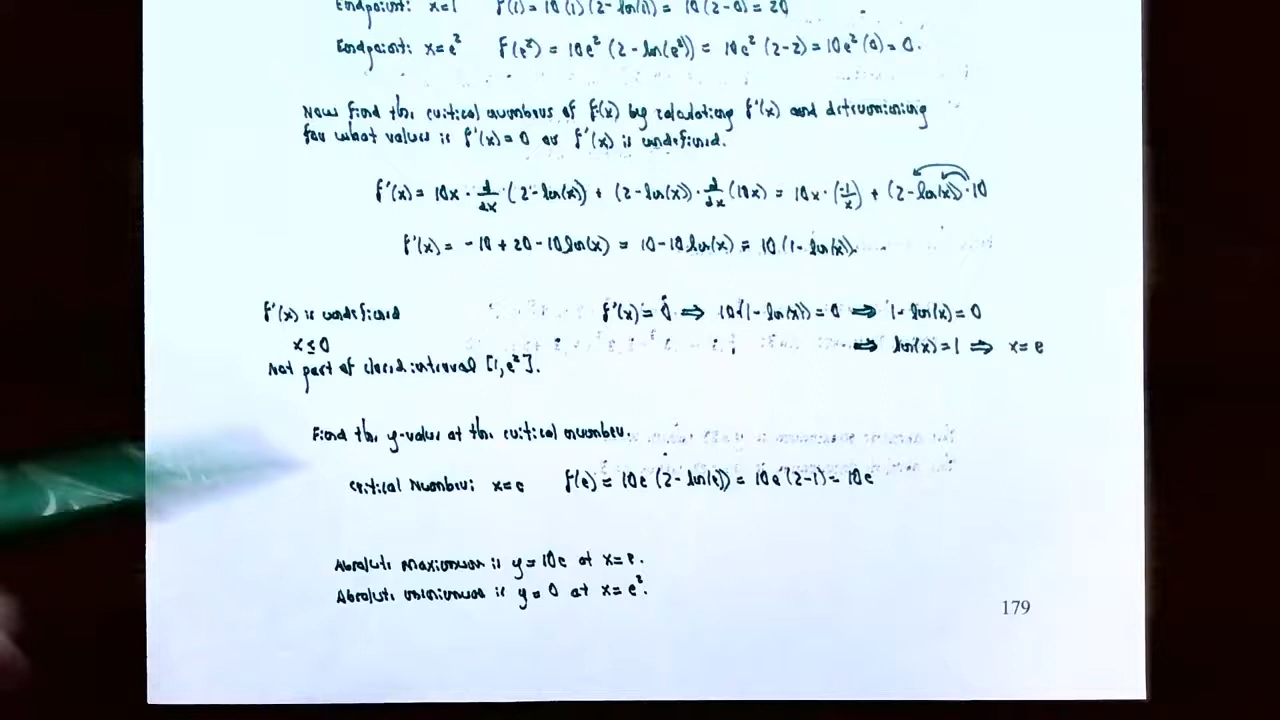 Endpoint: x=1 f(1) = 10(1)(2-ln(1)) = 10(2-0) = 20
Endpoint: x=e² f(e²) = 10e²(2-ln(e²)) = 10e²(2-2) = 10e²(0) = 0.
Now find the critical numbers of f(x) by calculating f'(x) and determining
for what values is f'(x)=0 or f'(x) is undefined.
f'(x) = 10x · d/dx · (2-ln(x)) + (2-ln(x)) · d/dx (10x) = 10x · (-1/x) + (2-ln(x)) · 10
f'(x) = -10 + 20 - 10ln(x) = 10-10ln(x) = 10(1-ln(x)).
f'(x) is undefined f'(x) = 0 ⇒ 10(1-ln(x)) = 0 ⇒ 1-ln(x) = 0
x ≤ 0 ⇒ ln(x) = 1 ⇒ x = e
Not part of closed interval [1, e²].
Find the y-value at the critical number.
Critical Number: x=e f(e) = 10e(2-ln(e)) = 10e(2-1) = 10e
Absolute maximum is y=10e at x=e.
Absolute minimum is y=0 at x=e².
179